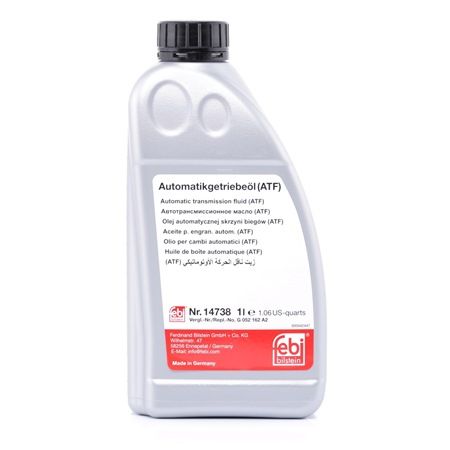 Automatikgetriebeöl (ATF)
Automatic transmission fluid (ATF)
Автотрансмиссионное масло (ATF)
Olej automatycznej skrzyni biegów (ATF)
Aceite p. engran. autom. (ATF)
Olio per cambi automatici (ATF)
Huile de boîte automatique (ATF)
زيت ناقل الحركة الاوتوماتيكي (ATF)
febi
bilstein
Nr. 14738 1l e 1.06 US-quarts
Vergl.-Nr./Repl.-No. G 052 162 A2
Ferdinand Bilstein GmbH + Co. KG
Wilhelmstr. 47
58256 Ennepetal / Germany
E-Mail: info@febi.com
Made in Germany
febi
bilstein